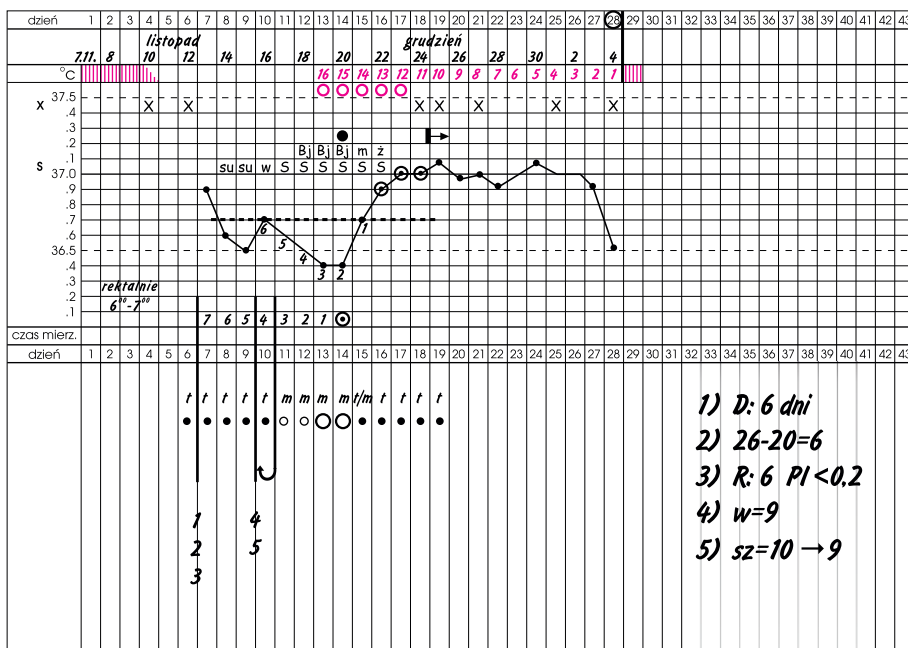 dzień 1 2 3 4 5 6 7 8 9 10 11 12 13 14 15 16 17 18 19 20 21 22 23 24 25 26 27 28 29 30 31 32 33 34 35 36 37 38 39 40 41 42 43
listopad grudzień
7.11. 8 10 12 14 16 18 20 22 24 26 28 30 2 4
°C 16 15 14 13 12 11 10 9 8 7 6 5 4 3 2 1
37.5
x .4 X X X X X X X
.3
.2
.1 Bj Bj Bj m ż
s 37.0 su su w S S S S S S
.9
.8
.7
.6 6 5 1
36.5 4
.4 3 2
.3
.2 rektalnie
.1 6⁰⁰-7⁰⁰
7 6 5 4 3 2 1
czas mierz.
dzień 1 2 3 4 5 6 7 8 9 10 11 12 13 14 15 16 17 18 19 20 21 22 23 24 25 26 27 28 29 30 31 32 33 34 35 36 37 38 39 40 41 42 43
t t t t t m m m m t/m t t t t
1) D: 6 dni
2) 26-20=6
3) R: 6 PI <0,2
4) w=9
5) sz=10 → 9
1 4
2 5
3